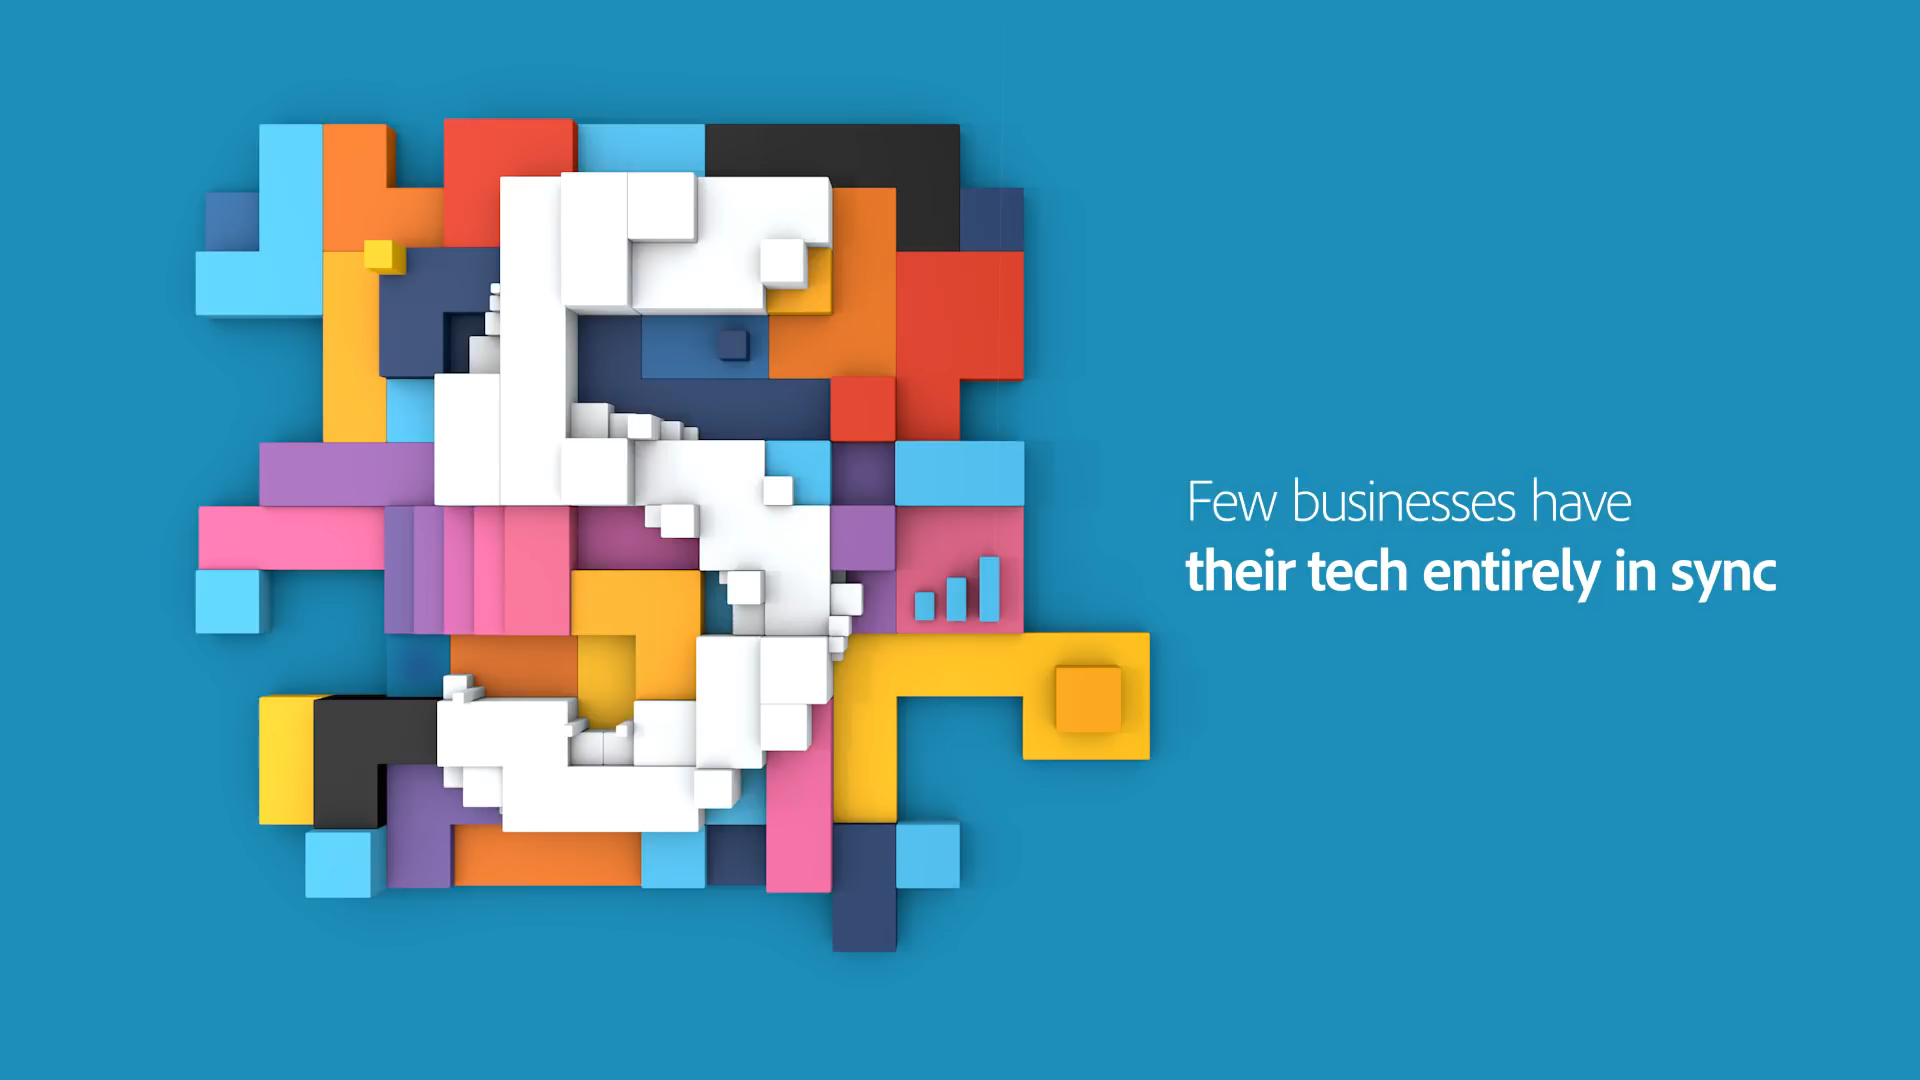 Few businesses have
their tech entirely in sync